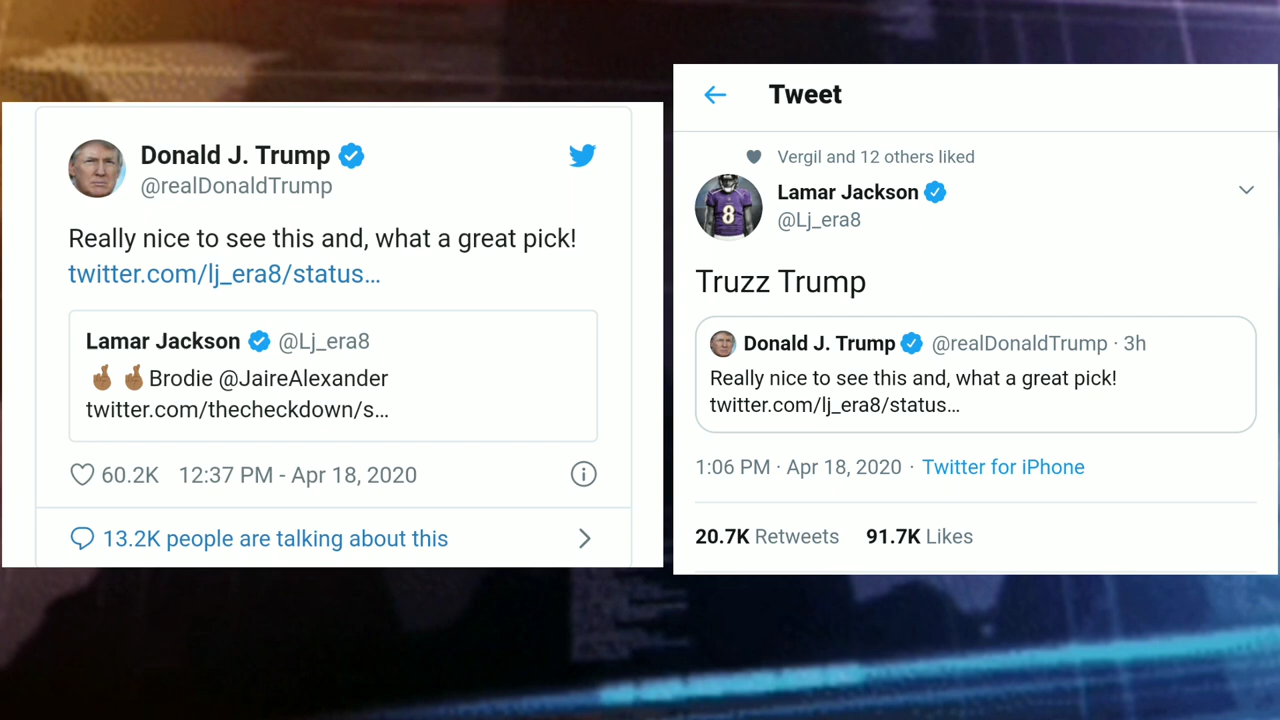 Donald J. Trump
@realDonaldTrump
Really nice to see this and, what a great pick!
twitter.com/lj_era8/status...
Lamar Jackson @Lj_era8
🤞🏾 🤞🏾Brodie @JaireAlexander
twitter.com/thecheckdown/s...
60.2K 12:37 PM - Apr 18, 2020
13.2K people are talking about this
Tweet
Vergil and 12 others liked
Lamar Jackson
@Lj_era8
8
Truzz Trump
Donald J. Trump @realDonaldTrump · 3h
Really nice to see this and, what a great pick!
twitter.com/lj_era8/status...
1:06 PM · Apr 18, 2020 · Twitter for iPhone
20.7K Retweets 91.7K Likes